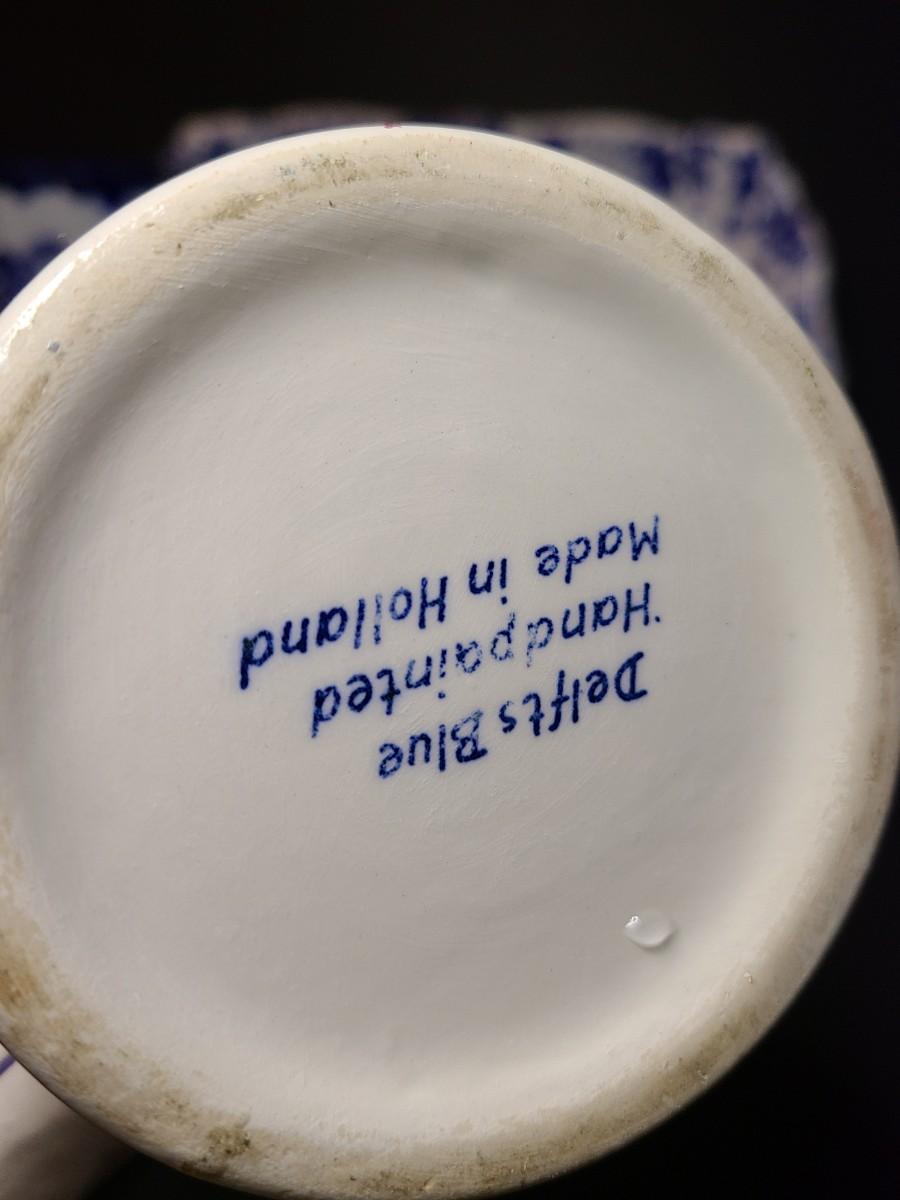 Delfts Blue
Handpainted
Made in Holland